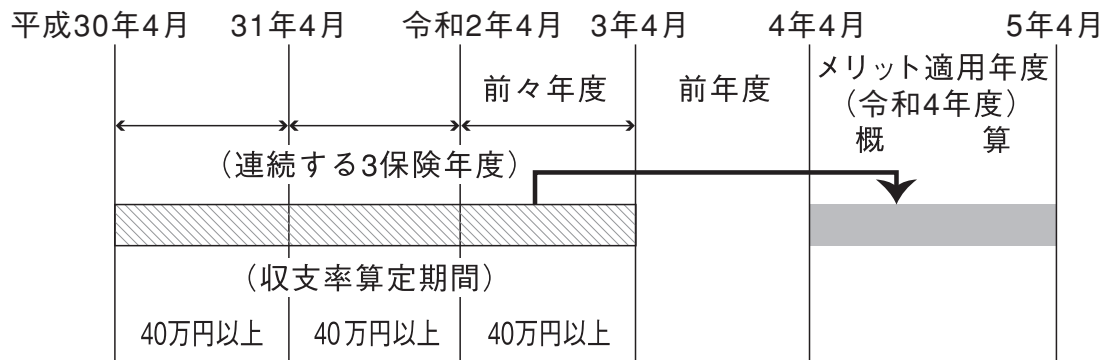 平成30年4月 31年4月 令和2年4月 3年4月 4年4月 5年4月
前々年度 前年度 メリット適用年度
(令和4年度)
概 算
(連続する3保険年度)
(収支率算定期間)
40万円以上 40万円以上 40万円以上